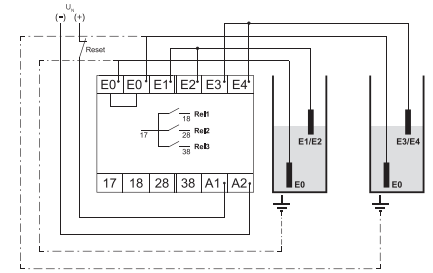 UN
(-) (+)
Reset
E0 E0 E1 E2 E3 E4
Rel1
18
17
Rel2
28
Rel3
38
E1/E2
E3/E4
E0
E0
17 18 28 38 A1 A2